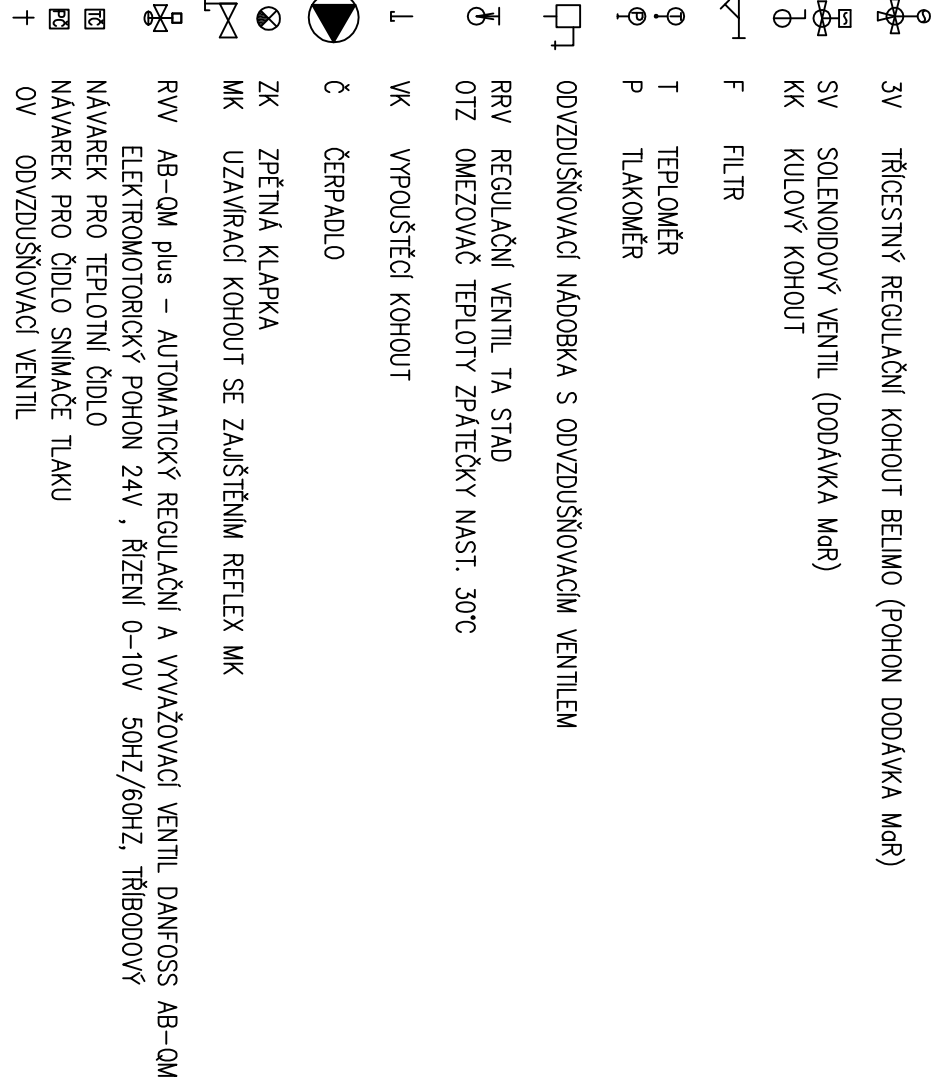 3V TŘÍCESTNÝ REGULAČNÍ KOHOUT BELIMO (POHON DODÁVKA MaR)
SV SOLENOIDOVÝ VENTIL (DODÁVKA MaR)
KK KULOVÝ KOHOUT
F FILTR
T TEPLOMĚR
P TLAKOMĚR
ODVZDUŠŇOVACÍ NÁDOBKA S ODVZDUŠŇOVACÍM VENTILEM
RRV REGULAČNÍ VENTIL TA STAD
OTZ OMEZOVAČ TEPLOTY ZPÁTEČKY NAST. 30°C
VK VYPOUŠTĚCÍ KOHOUT
Č ČERPADLO
ZK ZPĚTNÁ KLAPKA
MK UZAVÍRACÍ KOHOUT SE ZAJIŠTĚNÍM REFLEX MK
RVV AB-QM plus - AUTOMATICKÝ REGULAČNÍ A VYVAŽOVACÍ VENTIL DANFOSS AB-QM
ELEKTROMOTORICKÝ POHON 24V , ŘÍZENÍ 0-10V 50HZ/60HZ, TŘÍBODOVÝ
TC NÁVAREK PRO TEPLOTNÍ ČIDLO
PC NÁVAREK PRO ČIDLO SNÍMAČE TLAKU
OV ODVZDUŠŇOVACÍ VENTIL